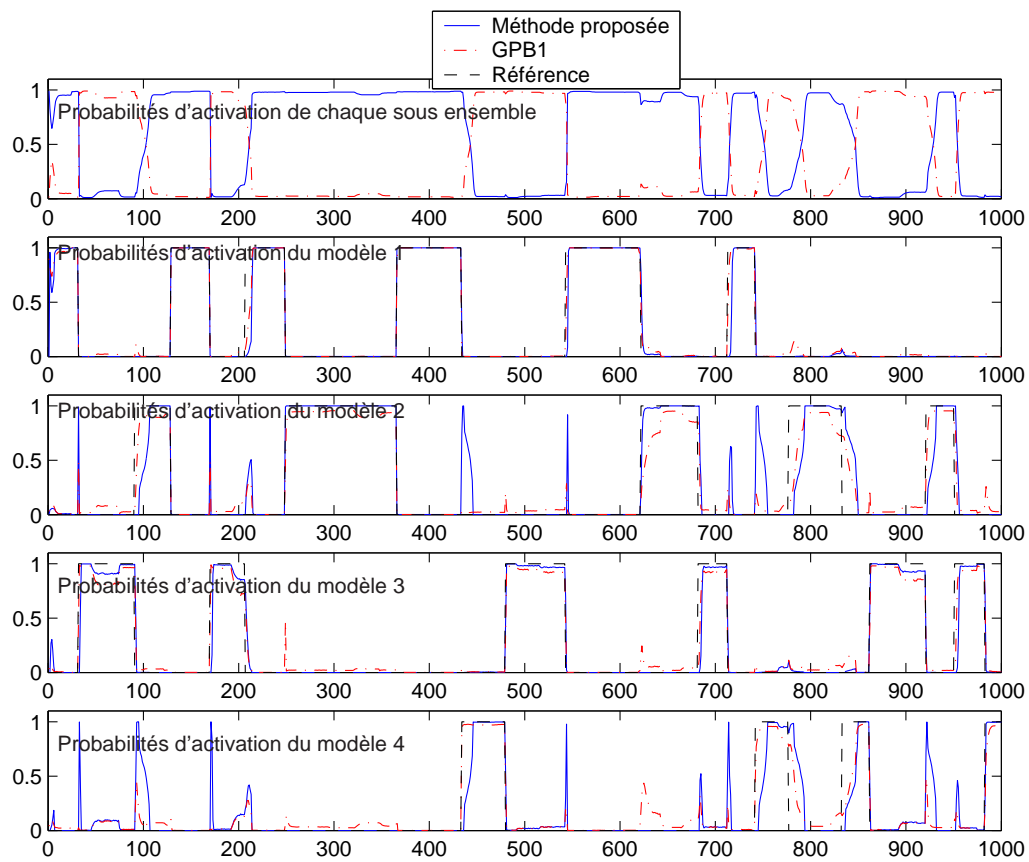 Méthode proposée
GPB1
Référence
1
Probabilités d'activation de chaque sous ensemble
0.5
0
0 100 200 300 400 500 600 700 800 900 1000
1
Probabilités d'activation du modèle 1
0.5
0
0 100 200 300 400 500 600 700 800 900 1000
1
Probabilités d'activation du modèle 2
0.5
0
0 100 200 300 400 500 600 700 800 900 1000
1
Probabilités d'activation du modèle 3
0.5
0
0 100 200 300 400 500 600 700 800 900 1000
1
Probabilités d'activation du modèle 4
0.5
0
0 100 200 300 400 500 600 700 800 900 1000